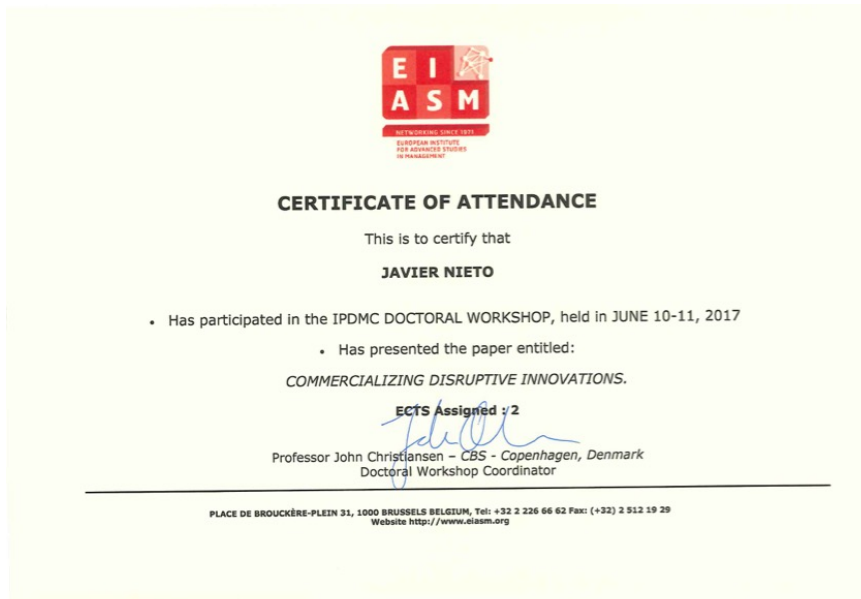 E I
A S M
NETWORKING SINCE 1971
EUROPEAN INSTITUTE
FOR ADVANCED STUDIES
IN MANAGEMENT
CERTIFICATE OF ATTENDANCE
This is to certify that
JAVIER NIETO
• Has participated in the IPDMC DOCTORAL WORKSHOP, held in JUNE 10-11, 2017
• Has presented the paper entitled:
COMMERCIALIZING DISRUPTIVE INNOVATIONS.
ECTS Assigned : 2
Professor John Christiansen – CBS - Copenhagen, Denmark
Doctoral Workshop Coordinator
PLACE DE BROUCKÈRE-PLEIN 31, 1000 BRUSSELS BELGIUM, Tel: +32 2 226 66 62 Fax: (+32) 2 512 19 29
Website http://www.eiasm.org